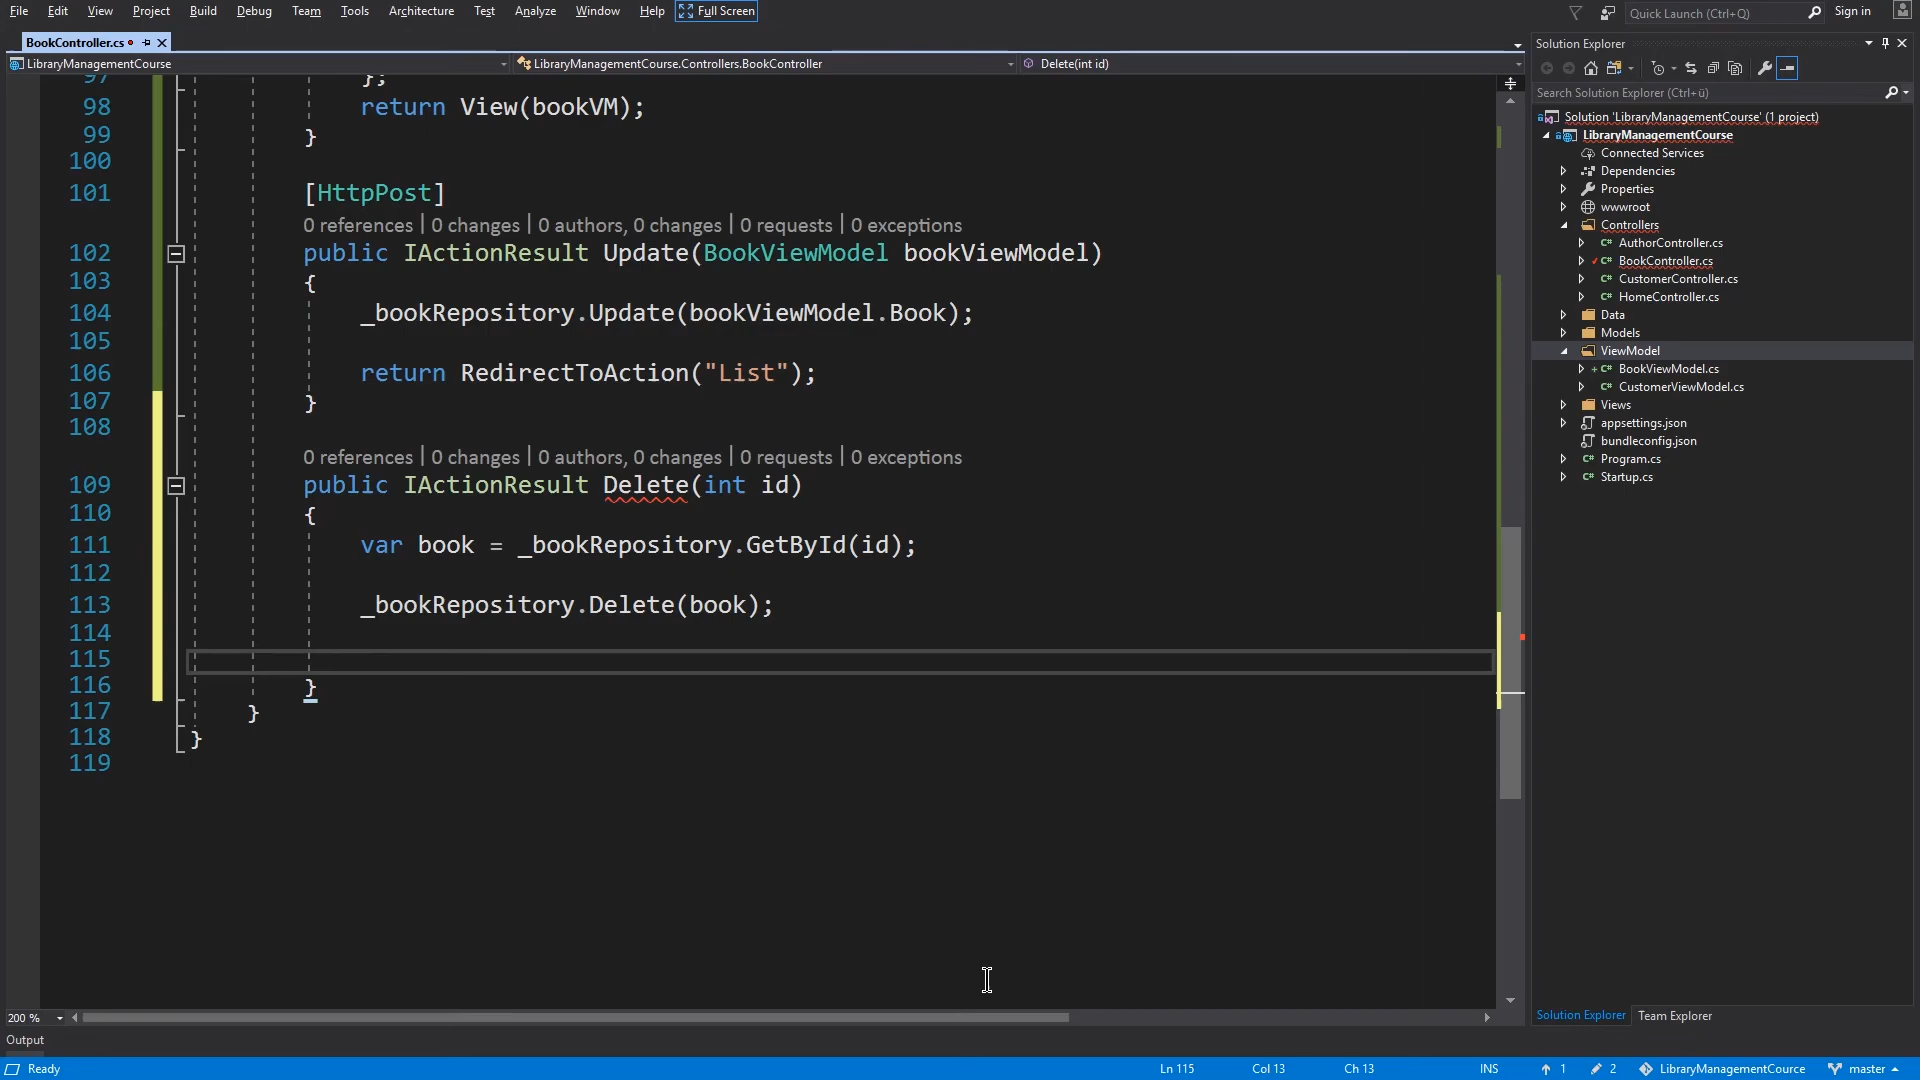 File Edit View Project Build Debug Team Tools Architecture Test Analyze Window Help Full Screen
Quick Launch (Ctrl+Q) Sign in
BookController.cs
LibraryManagementCourse LibraryManagementCourse.Controllers.BookController Delete(int id)
97 };
98 return View(bookVM);
99 }
100
101 [HttpPost]
0 references | 0 changes | 0 authors, 0 changes | 0 requests | 0 exceptions
102 public IActionResult Update(BookViewModel bookViewModel)
103 {
104 _bookRepository.Update(bookViewModel.Book);
105
106 return RedirectToAction("List");
107 }
108
0 references | 0 changes | 0 authors, 0 changes | 0 requests | 0 exceptions
109 public IActionResult Delete(int id)
110 {
111 var book = _bookRepository.GetById(id);
112
113 _bookRepository.Delete(book);
114
115
116 }
117 }
118 }
119
200 %
Output
Solution Explorer
Search Solution Explorer (Ctrl+ü)
Solution 'LibraryManagementCourse' (1 project)
LibraryManagementCourse
Connected Services
Dependencies
Properties
wwwroot
Controllers
C# AuthorController.cs
C# BookController.cs
C# CustomerController.cs
C# HomeController.cs
Data
Models
ViewModel
+ C# BookViewModel.cs
C# CustomerViewModel.cs
Views
appsettings.json
bundleconfig.json
C# Program.cs
C# Startup.cs
Solution Explorer Team Explorer
Ready Ln 115 Col 13 Ch 13 INS 1 2 LibraryManagementCource master